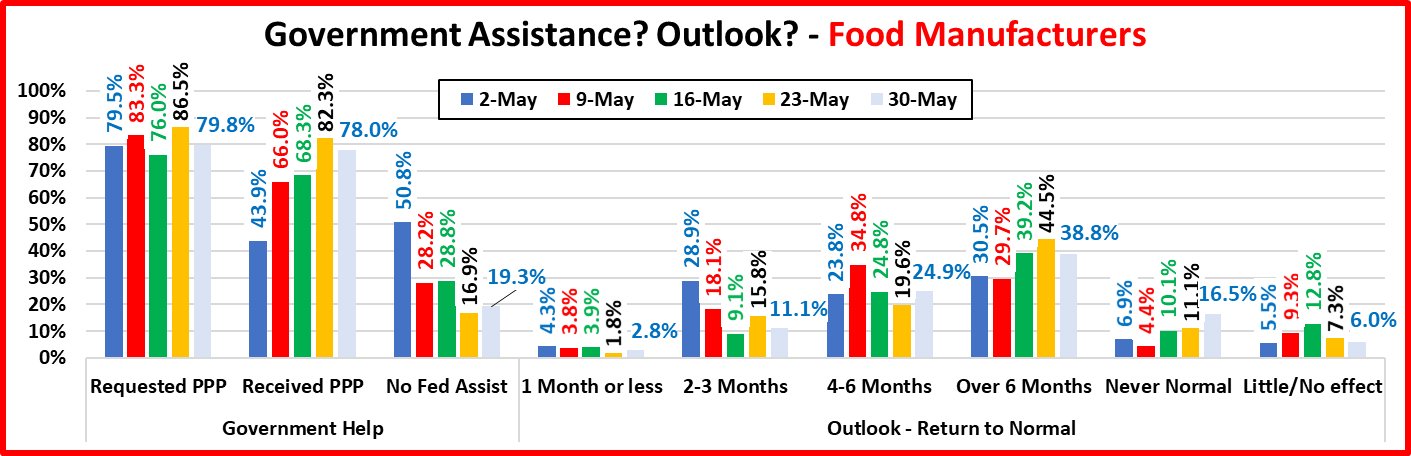 Government Assistance? Outlook? - Food Manufacturers
2-May 9-May 16-May 23-May 30-May
100%
90%
80%
70%
60%
50%
40%
30%
20%
10%
0%
79.5% 83.3% 76.0% 86.5% 79.8%
43.9% 66.0% 68.3% 82.3% 78.0%
50.8% 28.2% 28.8% 16.9% 19.3%
4.3% 3.8% 3.9% 1.8% 2.8%
28.9% 18.1% 9.1% 15.8% 11.1%
23.8% 34.8% 24.8% 19.6% 24.9%
30.5% 29.7% 39.2% 44.5% 38.8%
6.9% 4.4% 10.1% 11.1% 16.5%
5.5% 9.3% 12.8% 7.3% 6.0%
Requested PPP Received PPP No Fed Assist 1 Month or less 2-3 Months 4-6 Months Over 6 Months Never Normal Little/No effect
Government Help Outlook - Return to Normal